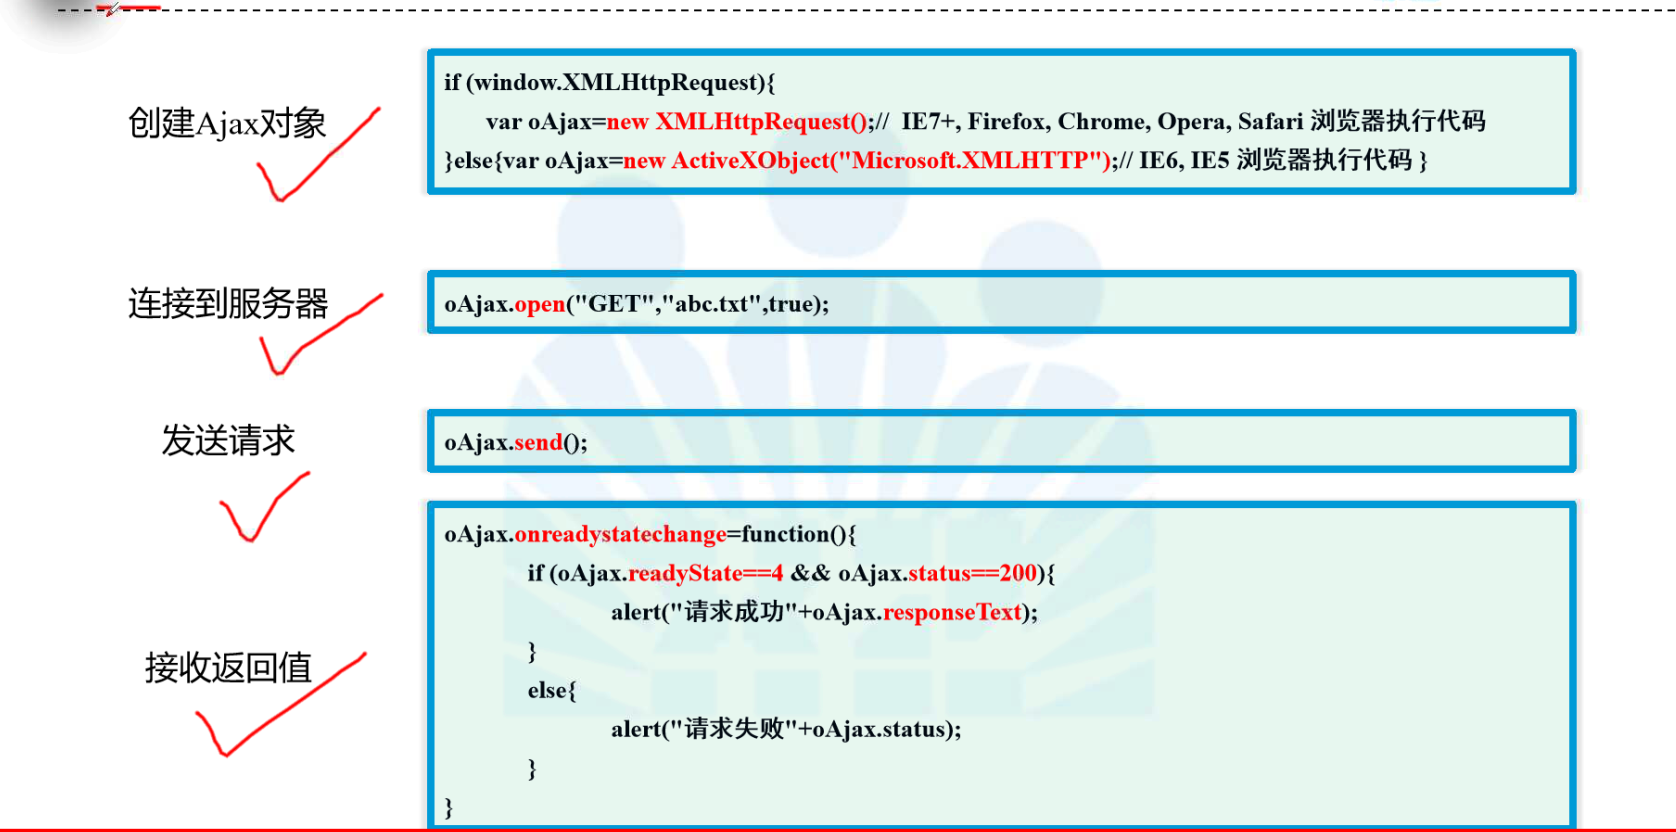 创建Ajax对象
if (window.XMLHttpRequest){
var oAjax=new XMLHttpRequest();// IE7+, Firefox, Chrome, Opera, Safari 浏览器执行代码
}else{var oAjax=new ActiveXObject("Microsoft.XMLHTTP");// IE6, IE5 浏览器执行代码 }
连接到服务器
oAjax.open("GET","abc.txt",true);
发送请求
oAjax.send();
接收返回值
oAjax.onreadystatechange=function(){
if (oAjax.readyState==4 && oAjax.status==200){
alert("请求成功"+oAjax.responseText);
}
else{
alert("请求失败"+oAjax.status);
}
}